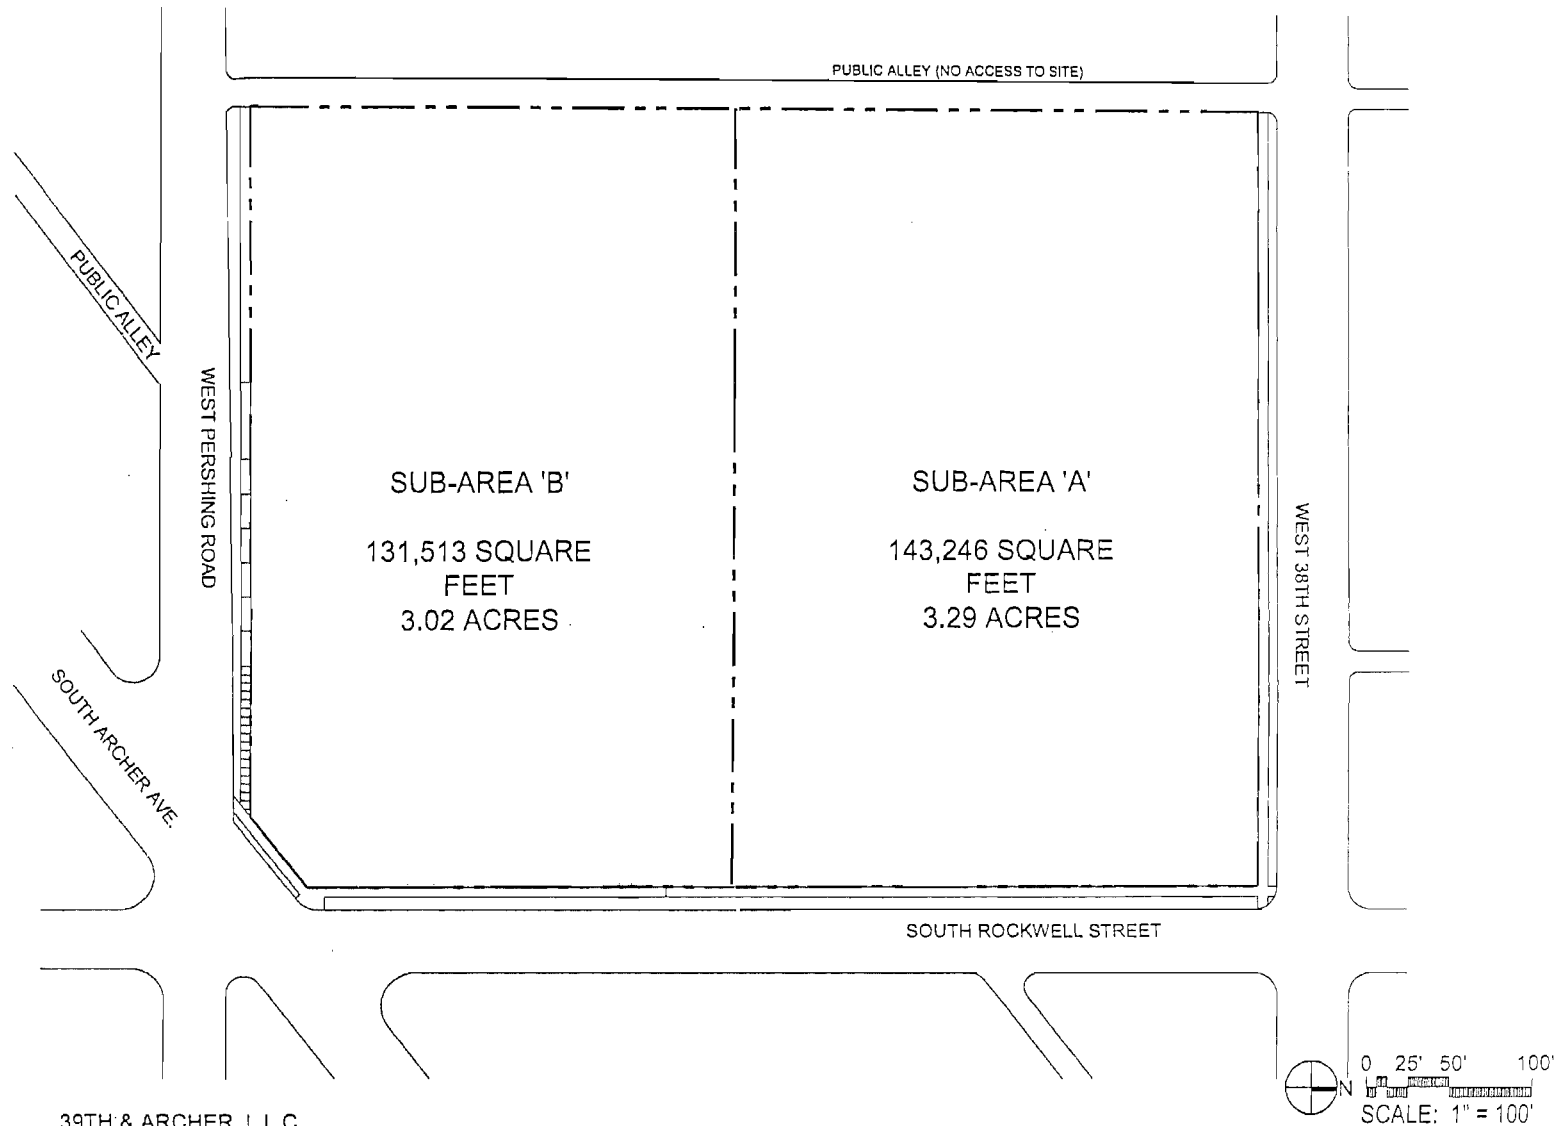 PUBLIC ALLEY (NO ACCESS TO SITE)
PUBLIC ALLEY
WEST PERSHING ROAD
SUB-AREA 'B'
131,513 SQUARE
FEET
3.02 ACRES
SUB-AREA 'A'
143,246 SQUARE
FEET
3.29 ACRES
WEST 38TH STREET
SOUTH ARCHER AVE.
SOUTH ROCKWELL STREET
N
0 25' 50' 100'
SCALE: 1" = 100'
39TH & ARCHER, L.L.C.